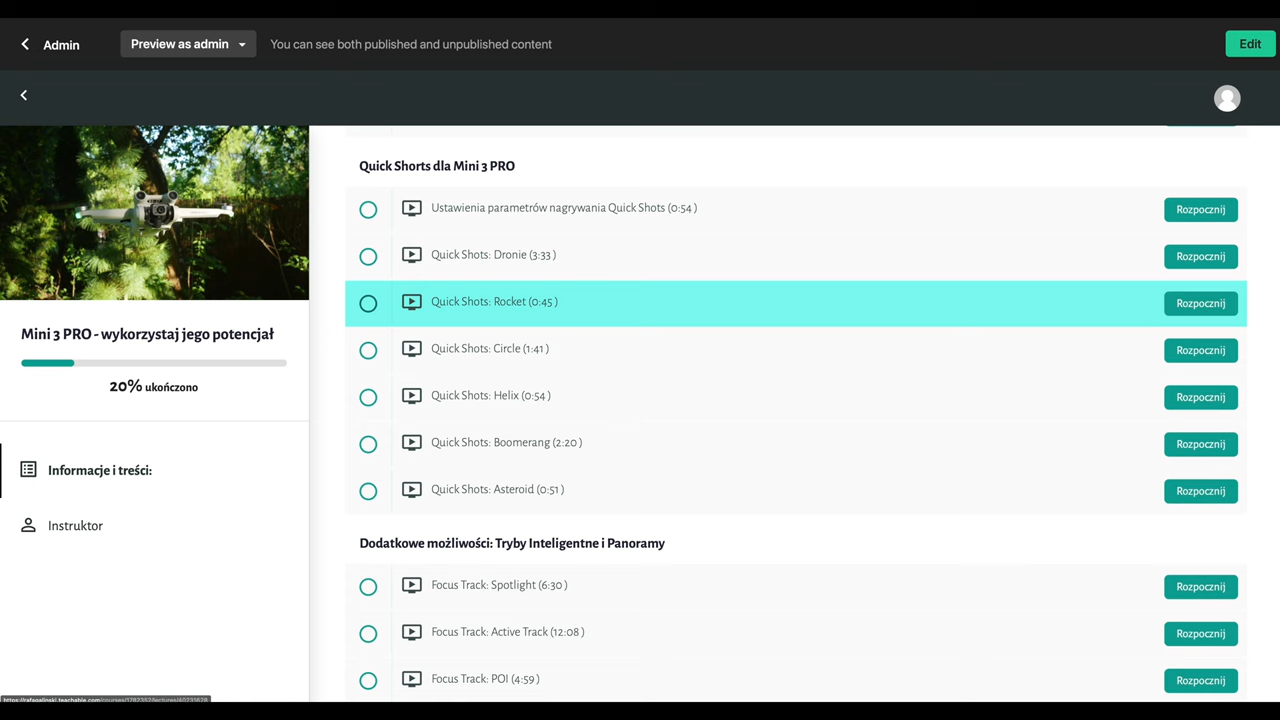 Admin
Preview as admin
You can see both published and unpublished content
Edit
Quick Shorts dla Mini 3 PRO
Ustawienia parametrów nagrywania Quick Shots (0:54 )
Rozpocznij
Quick Shots: Dronie (3:33 )
Rozpocznij
Quick Shots: Rocket (0:45 )
Rozpocznij
Quick Shots: Circle (1:41 )
Rozpocznij
Quick Shots: Helix (0:54 )
Rozpocznij
Quick Shots: Boomerang (2:20 )
Rozpocznij
Quick Shots: Asteroid (0:51 )
Rozpocznij
Dodatkowe możliwości: Tryby Inteligentne i Panoramy
Focus Track: Spotlight (6:30 )
Rozpocznij
Focus Track: Active Track (12:08 )
Rozpocznij
Focus Track: POI (4:59 )
Rozpocznij
Mini 3 PRO - wykorzystaj jego potencjał
20% ukończono
Informacje i treści:
Instruktor